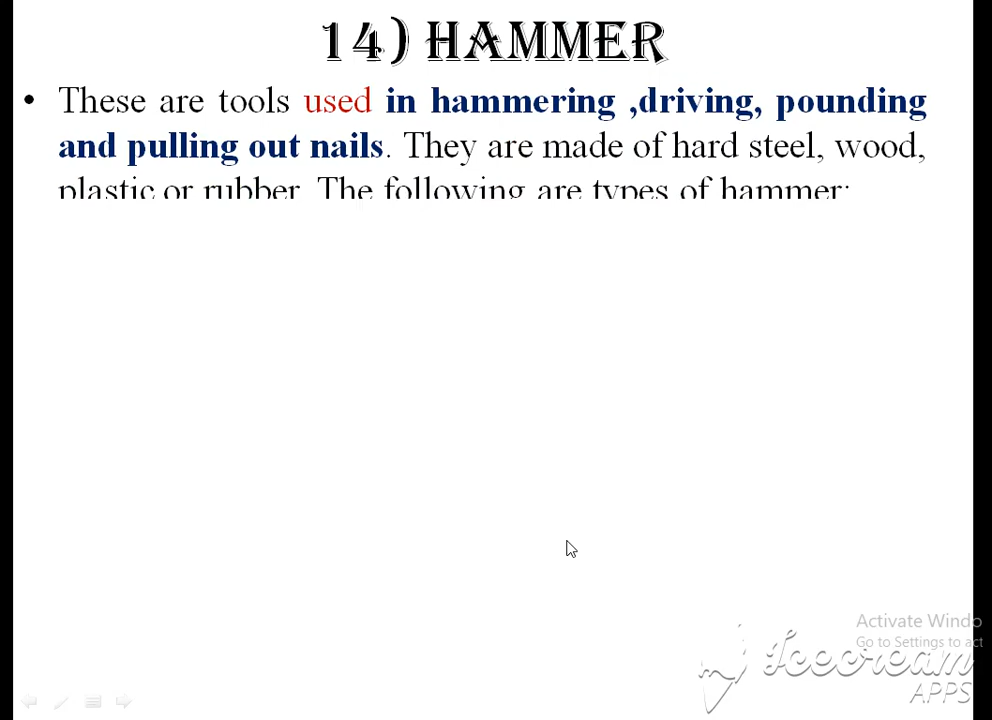 14) HAMMER
• These are tools used in hammering ,driving, pounding
and pulling out nails. They are made of hard steel, wood,
plastic or rubber. The following are types of hammer:
Activate Windo
Go to Settings to act
Icecream
APPS